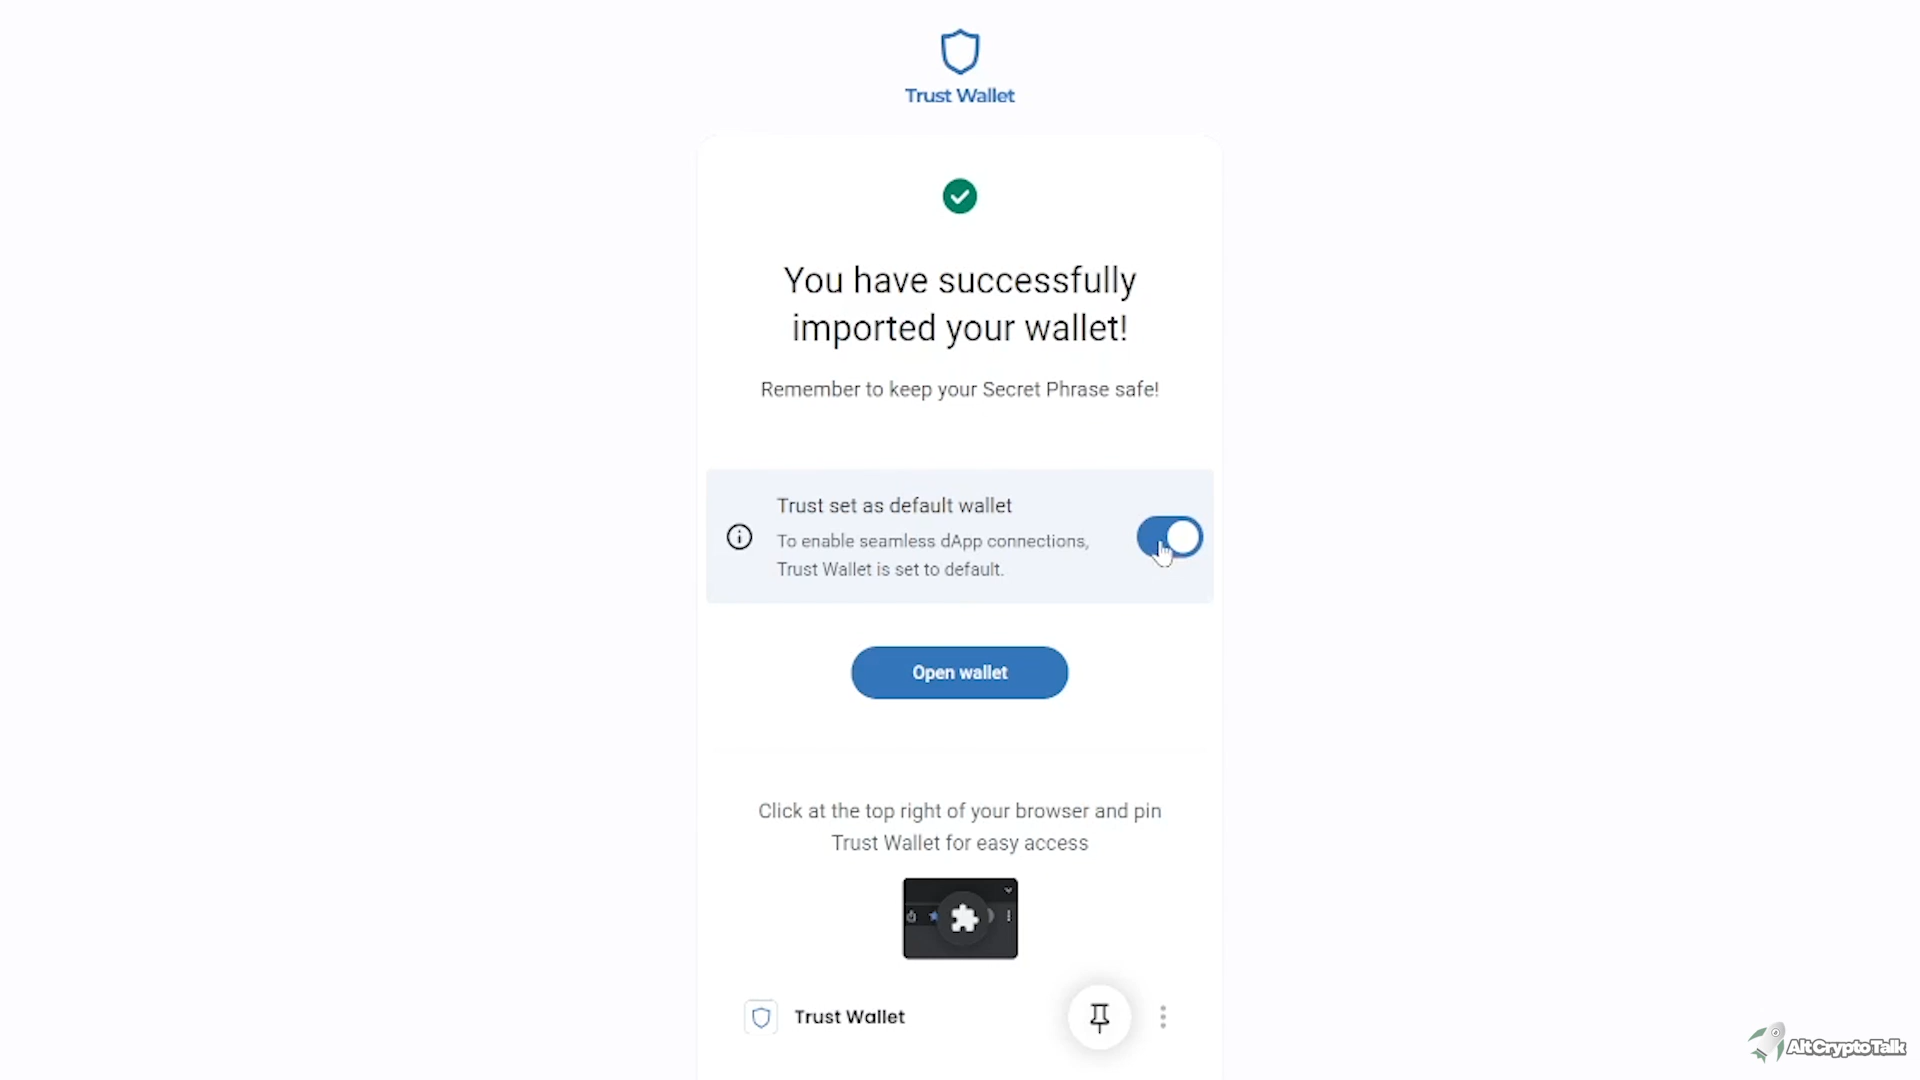 Trust Wallet
You have successfully
imported your wallet!
Remember to keep your Secret Phrase safe!
Trust set as default wallet
To enable seamless dApp connections,
Trust Wallet is set to default.
Open wallet
Click at the top right of your browser and pin
Trust Wallet for easy access
Trust Wallet
AltCryptoTalk